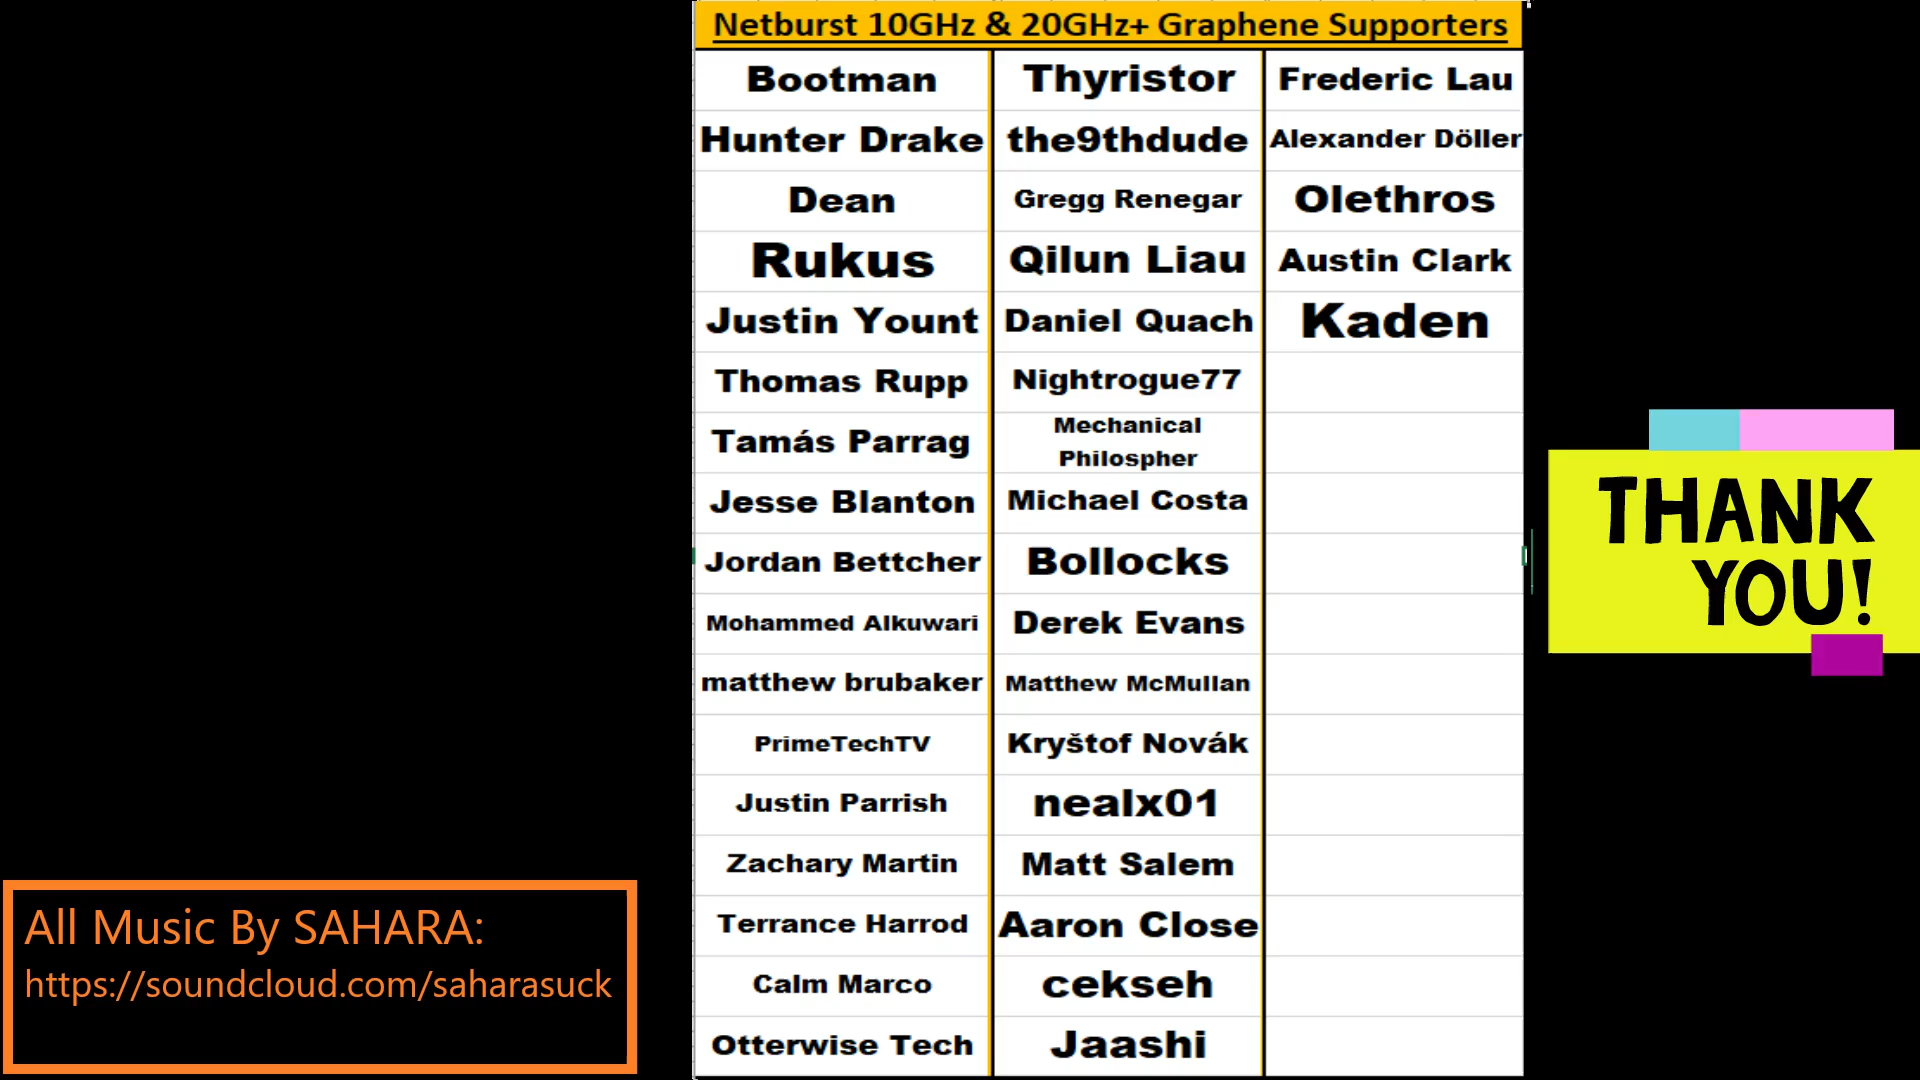 Netburst 10GHz & 20GHz+ Graphene Supporters
Bootman
Hunter Drake
Dean
Rukus
Justin Yount
Thomas Rupp
Tamás Parrag
Jesse Blanton
Jordan Bettcher
Mohammed Alkuwari
matthew brubaker
PrimeTechTV
Justin Parrish
Zachary Martin
Terrance Harrod
Calm Marco
Otterwise Tech
Thyristor
the9thdude
Gregg Renegar
Qilun Liau
Daniel Quach
Nightrogue77
Mechanical
Philospher
Michael Costa
Bollocks
Derek Evans
Matthew McMullan
Kryštof Novák
nealx01
Matt Salem
Aaron Close
cekseh
Jaashi
Frederic Lau
Alexander Döller
Olethros
Austin Clark
Kaden
THANK
YOU!
All Music By SAHARA:
https://soundcloud.com/saharasuck